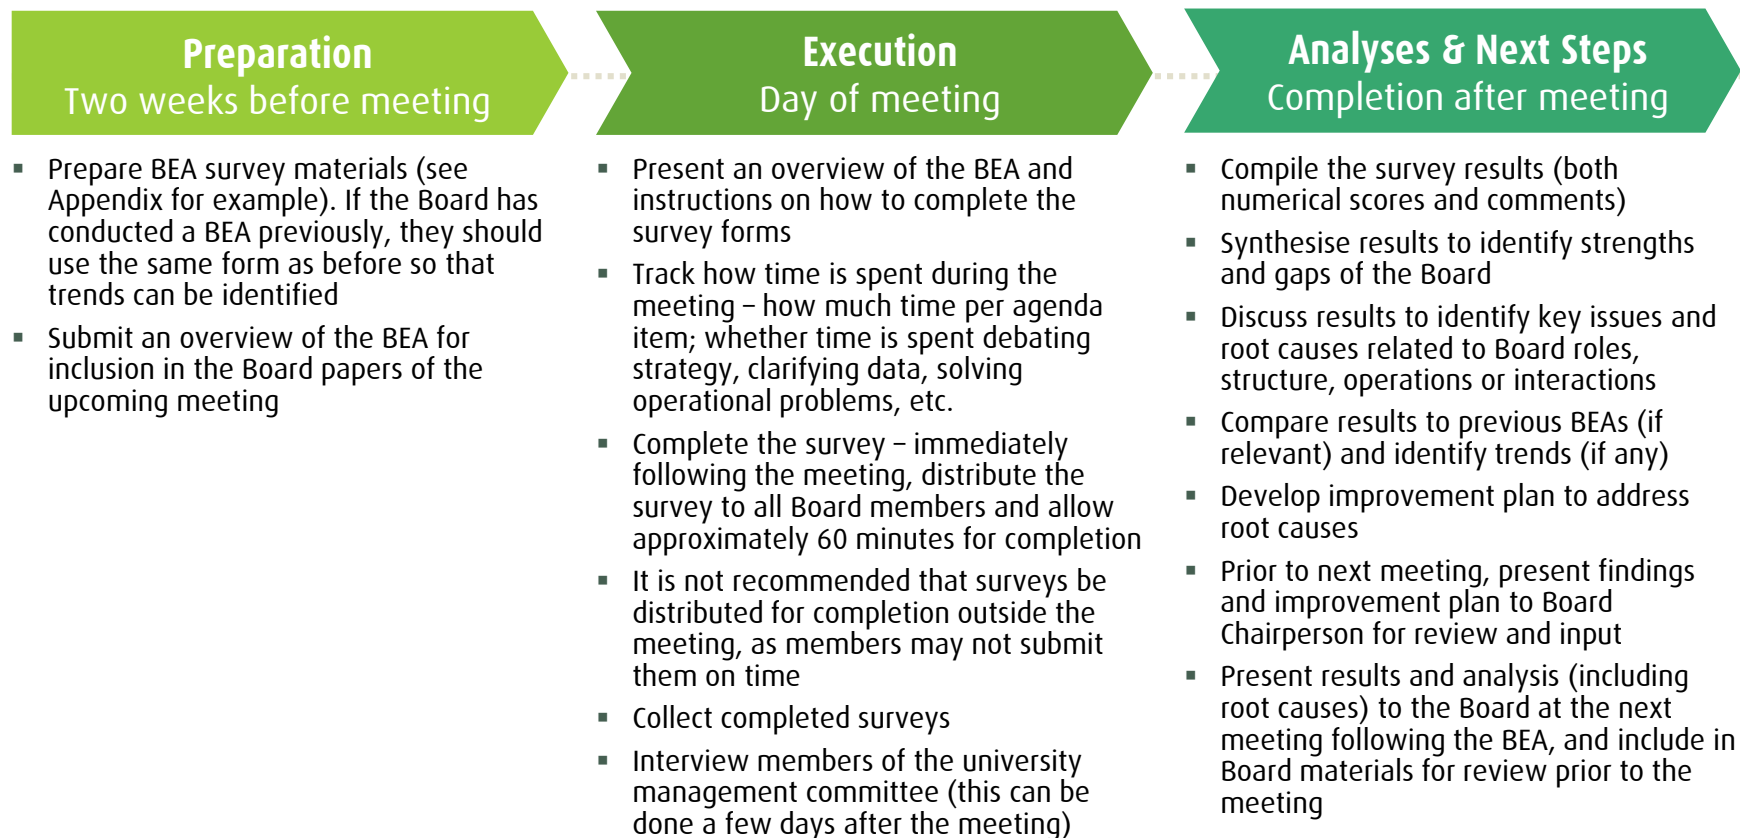 Preparation
Two weeks before meeting
▪ Prepare BEA survey materials (see
Appendix for example). If the Board has
conducted a BEA previously, they should
use the same form as before so that
trends can be identified
▪ Submit an overview of the BEA for
inclusion in the Board papers of the
upcoming meeting
Execution
Day of meeting
▪ Present an overview of the BEA and
instructions on how to complete the
survey forms
▪ Track how time is spent during the
meeting – how much time per agenda
item; whether time is spent debating
strategy, clarifying data, solving
operational problems, etc.
▪ Complete the survey – immediately
following the meeting, distribute the
survey to all Board members and allow
approximately 60 minutes for completion
▪ It is not recommended that surveys be
distributed for completion outside the
meeting, as members may not submit
them on time
▪ Collect completed surveys
▪ Interview members of the university
management committee (this can be
done a few days after the meeting)
Analyses & Next Steps
Completion after meeting
▪ Compile the survey results (both
numerical scores and comments)
▪ Synthesise results to identify strengths
and gaps of the Board
▪ Discuss results to identify key issues and
root causes related to Board roles,
structure, operations or interactions
▪ Compare results to previous BEAs (if
relevant) and identify trends (if any)
▪ Develop improvement plan to address
root causes
▪ Prior to next meeting, present findings
and improvement plan to Board
Chairperson for review and input
▪ Present results and analysis (including
root causes) to the Board at the next
meeting following the BEA, and include in
Board materials for review prior to the
meeting